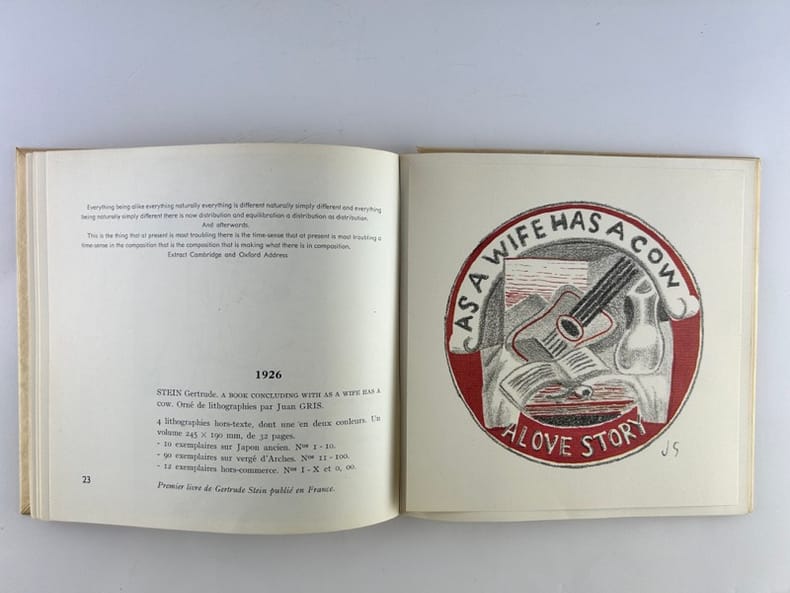 Everything being alike everything naturally everything is different naturally simply different and everything
being naturally simply different there is now distribution and equilibration a distribution as distribution.
And afterwards.
This is the thing that at present is most troubling there is the time-sense that at present is most troubling a
time-sense in the composition that is the composition that is making what there is in composition.
Extract Cambridge and Oxford Address
1926
STEIN Gertrude. A BOOK CONCLUDING WITH AS A WIFE HAS A
COW. Orné de lithographies par Juan GRIS.
4 lithographies hors-texte, dont une en deux couleurs. Un
volume 245 × 190 mm, de 32 pages.
- 10 exemplaires sur Japon ancien. Nos 1 - 10.
- 90 exemplaires sur vergé d'Arches. Nos 11 - 100.
- 12 exemplaires hors-commerce. Nos I - X et 0, 00.
Premier livre de Gertrude Stein publié en France.
23
AS A WIFE HAS A COW
A LOVE STORY
JG